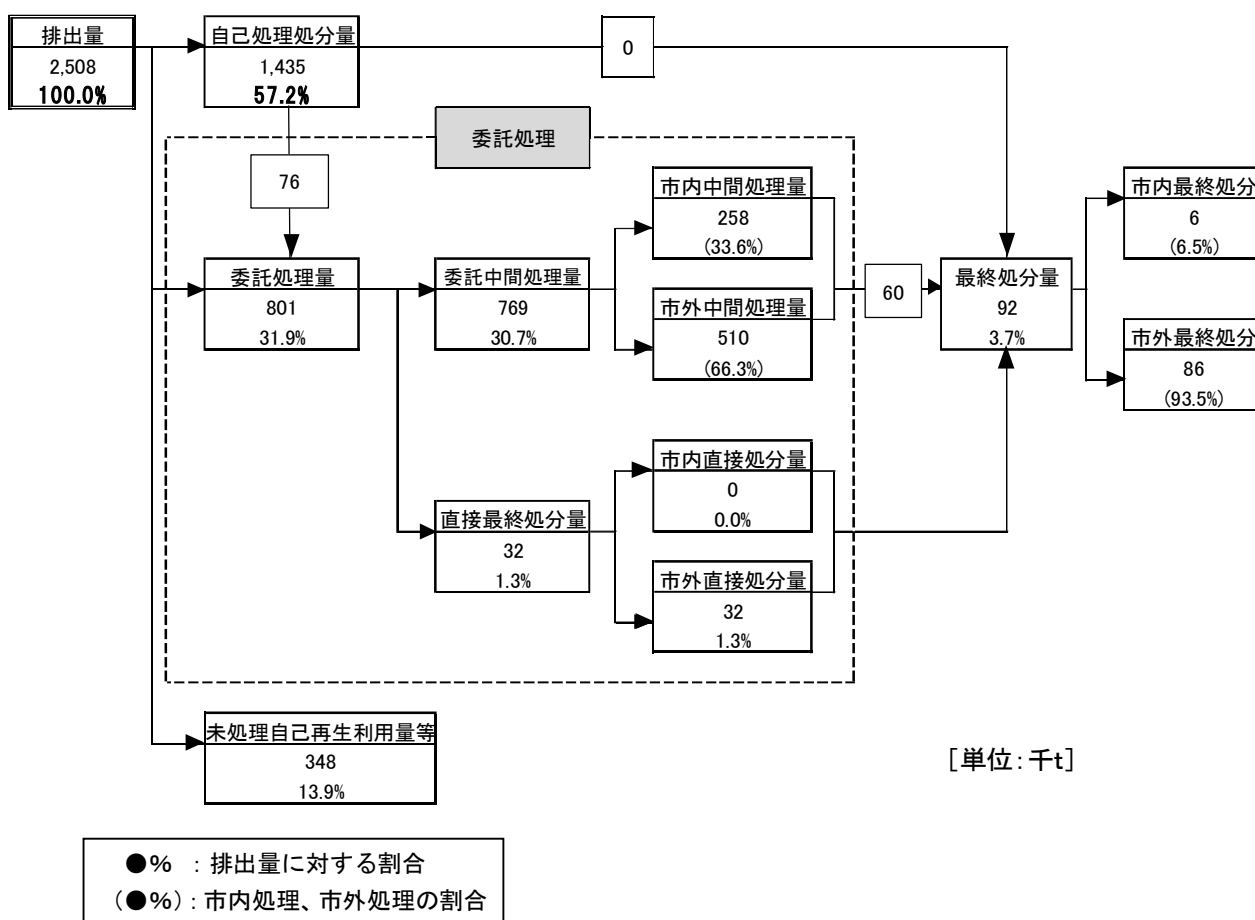 排出量
2,508
100.0%
自己処理処分量
1,435
57.2%
0
委託処理
76
委託処理量
801
31.9%
委託中間処理量
769
30.7%
市内中間処理量
258
(33.6%)
市外中間処理量
510
(66.3%)
60
最終処分量
92
3.7%
市内最終処分
6
(6.5%)
市外最終処分
86
(93.5%)
直接最終処分量
32
1.3%
市内直接処分量
0
0.0%
市外直接処分量
32
1.3%
未処理自己再生利用量等
348
13.9%
[単位:千t]
●% :排出量に対する割合
(●%):市内処理、市外処理の割合